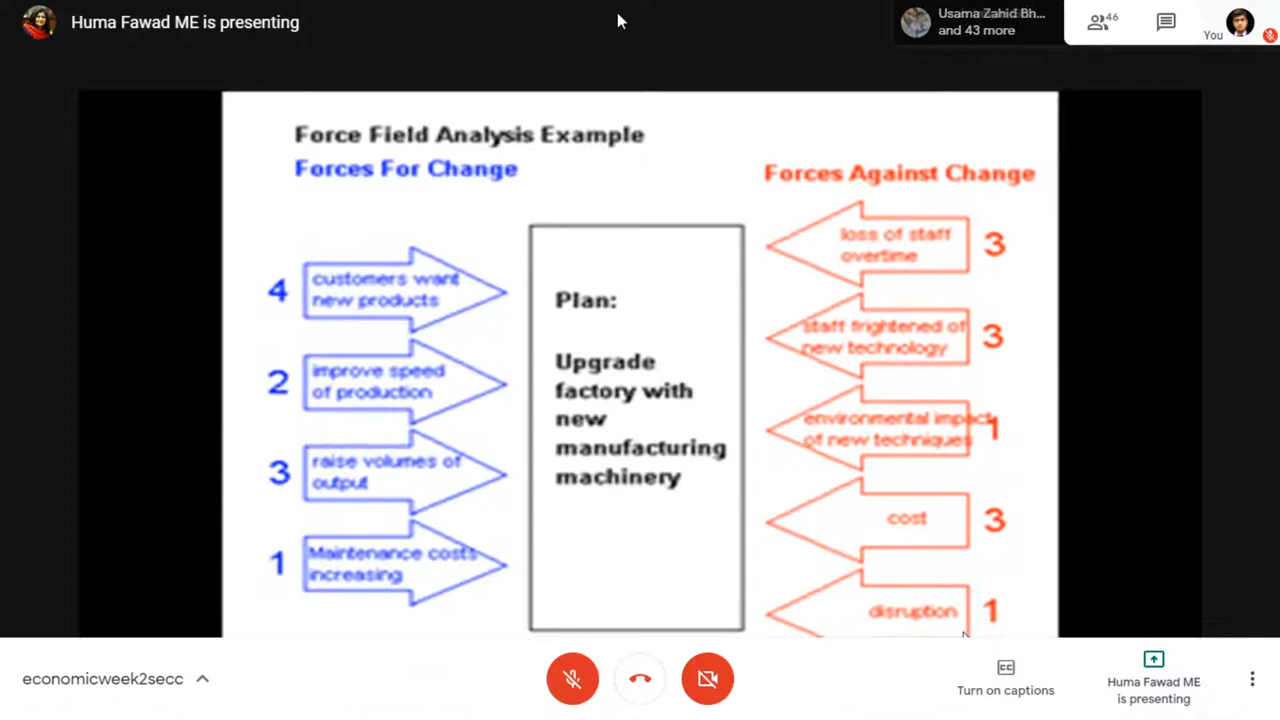 Huma Fawad ME is presenting
Usama Zahid Bh...
and 43 more
46
You
Force Field Analysis Example
Forces For Change
Forces Against Change
4
customers want
new products
2
improve speed
of production
3
raise volumes of
output
1
Maintenance costs
increasing
Plan:
Upgrade
factory with
new
manufacturing
machinery
loss of staff
overtime
3
staff frightened of
new technology
3
environmental impact
of new techniques
1
cost
3
disruption
1
economicweek2secc
Turn on captions
Huma Fawad ME
is presenting